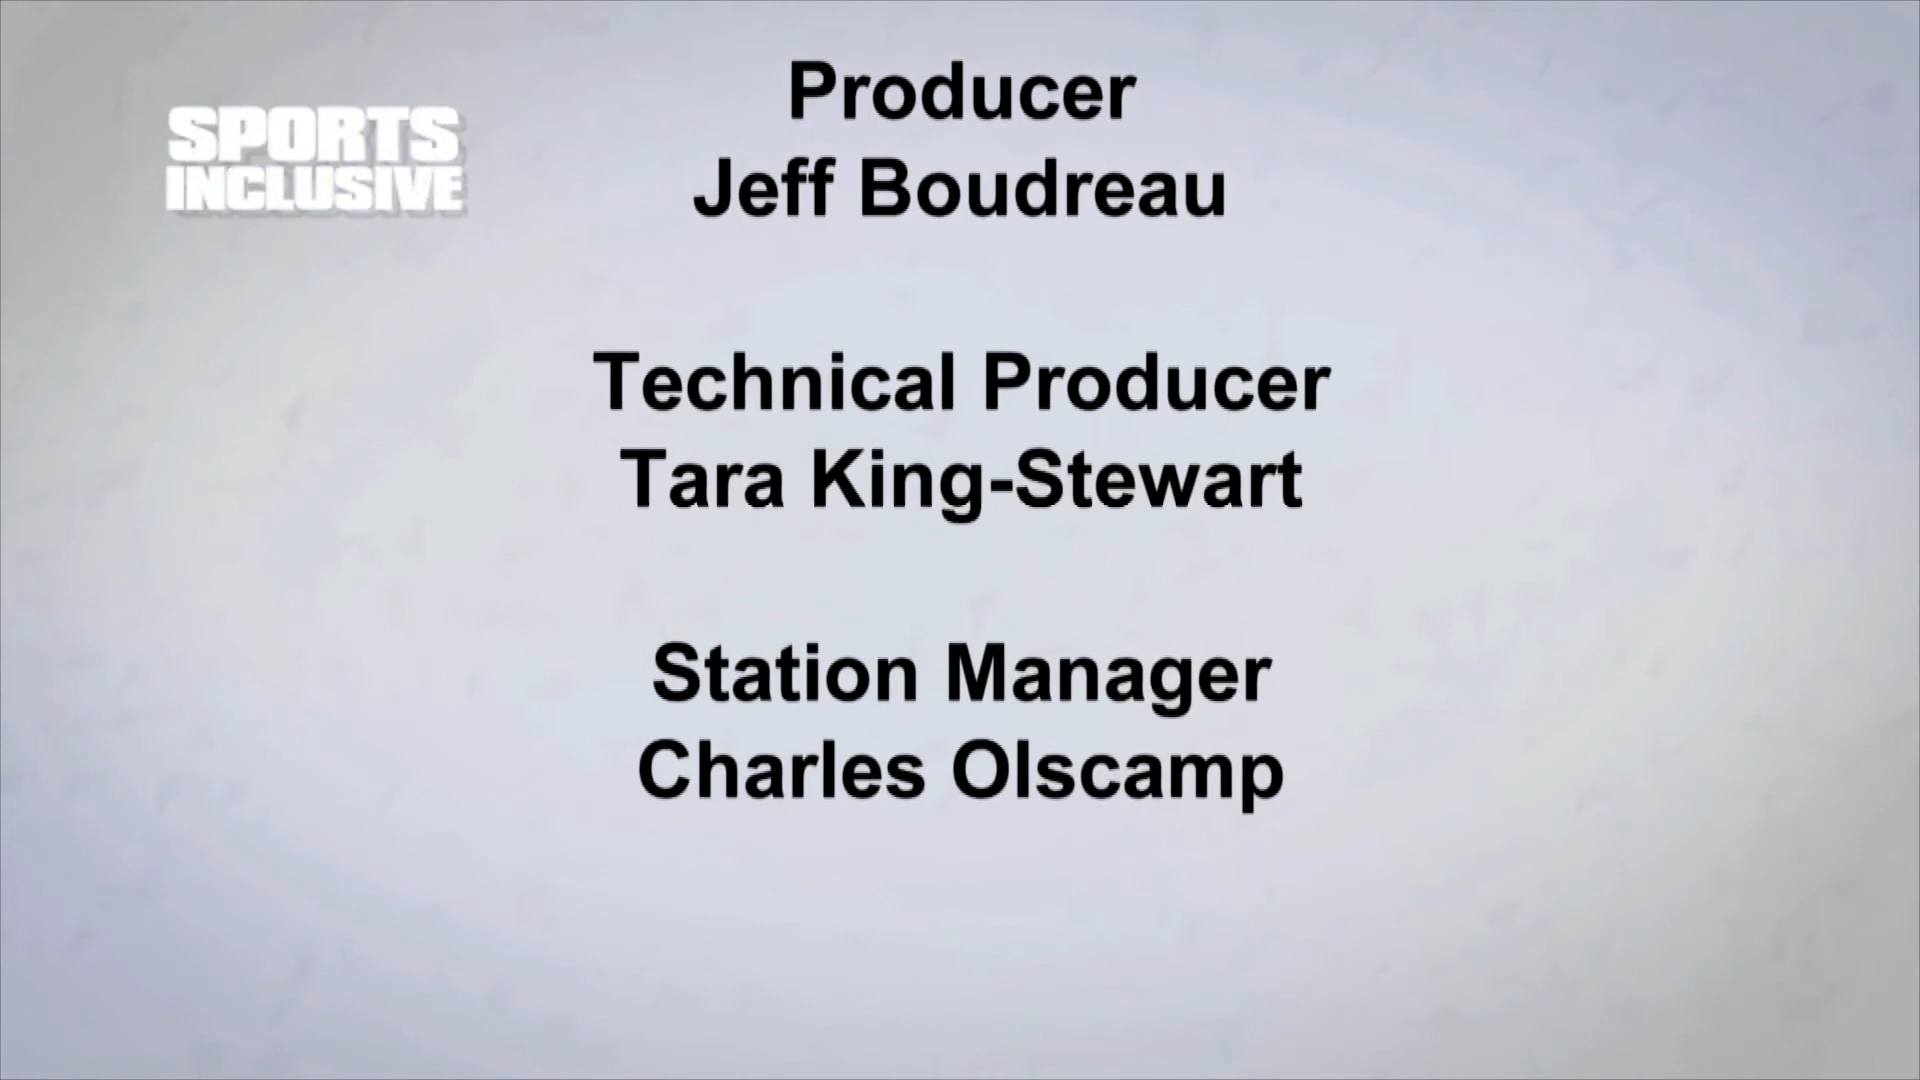 SPORTS
INCLUSIVE
Producer
Jeff Boudreau
Technical Producer
Tara King-Stewart
Station Manager
Charles Olscamp